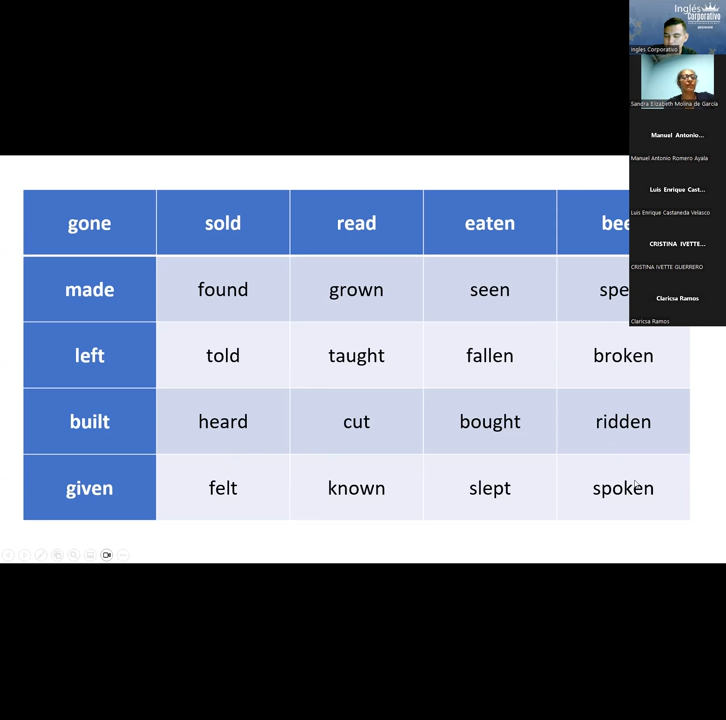 gone sold read eaten
made found grown seen
left told taught fallen broken
built heard cut bought ridden
given felt known slept spoken
Inglés
Corporativo
Ingles Corporativo
Sandra Elizabeth Molina de García
Manuel Antonio...
Manuel Antonio Romero Ayala
Luis Enrique Cast...
Luis Enrique Castaneda Velasco
CRISTINA IVETTE...
CRISTINA IVETTE GUERRERO
Claricsa Ramos
Claricsa Ramos